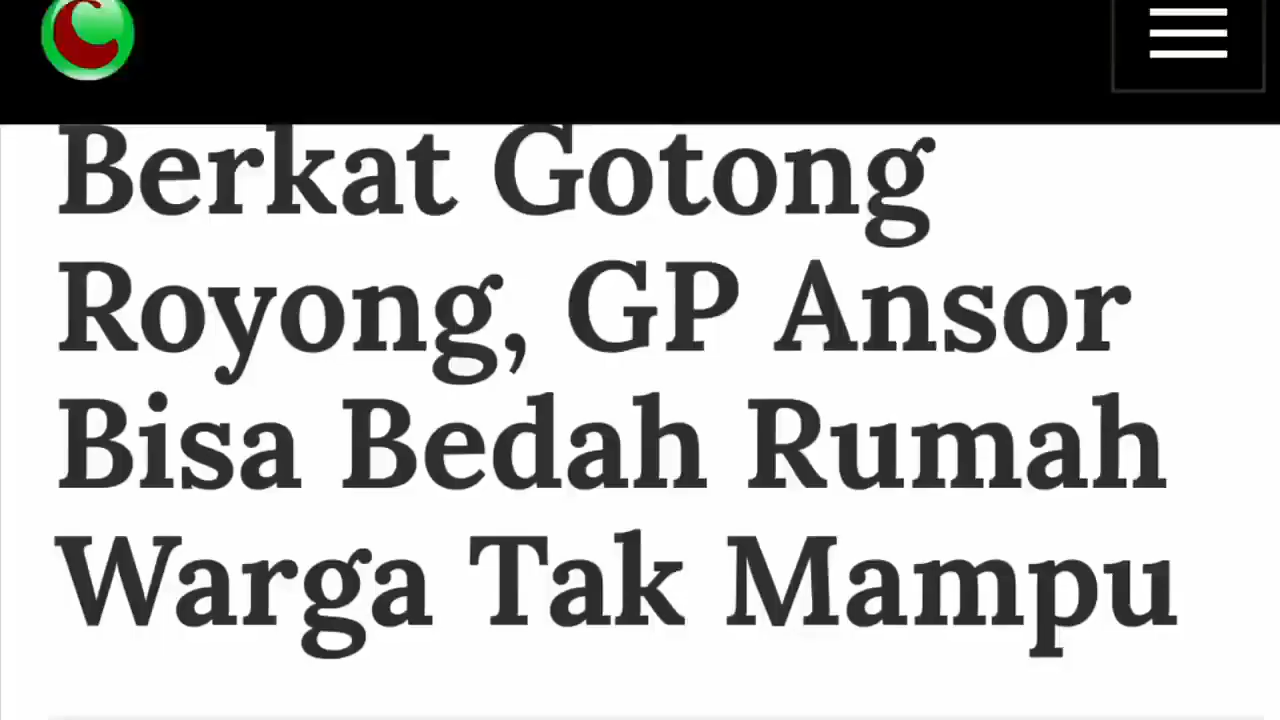 Berkat Gotong
Royong, GP Ansor
Bisa Bedah Rumah
Warga Tak Mampu